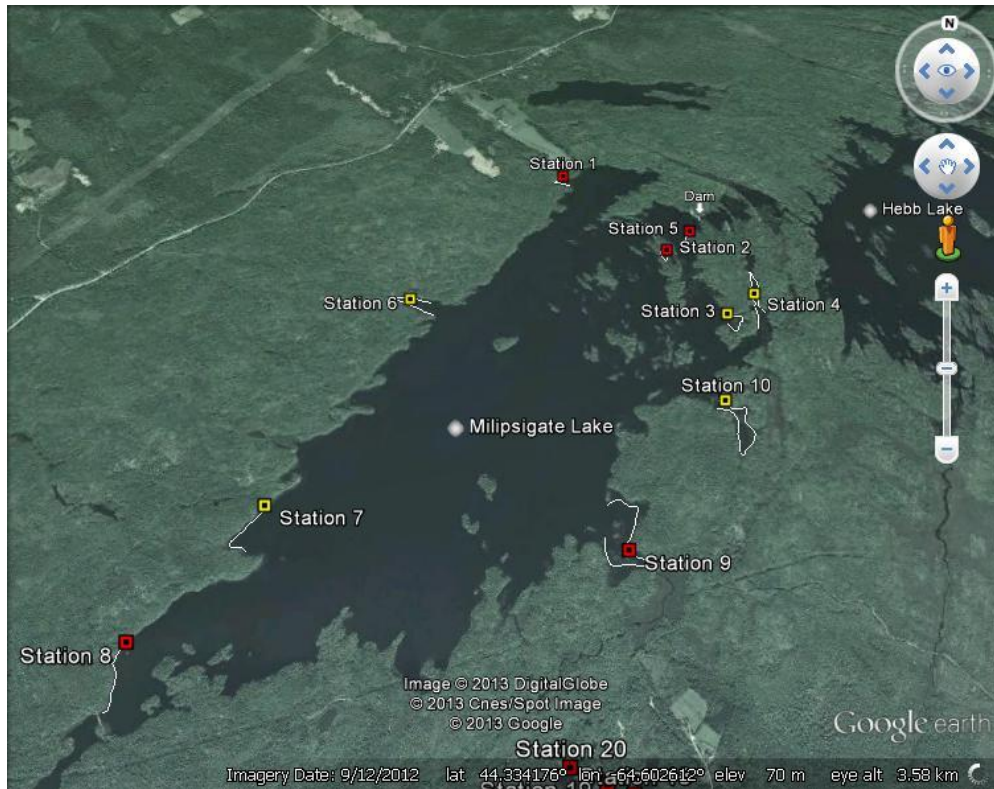 N
Station 1
Dam
Hebb Lake
Station 5
Station 2
Station 6
Station 3
Station 4
Station 10
Milipsigate Lake
Station 7
Station 9
Station 8
Image © 2013 DigitalGlobe
© 2013 Cnes/Spot Image
© 2013 Google
Google earth
Station 20
Imagery Date: 9/12/2012 lat 44.334176° lon -64.602612° elev 70 m eye alt 3.58 km